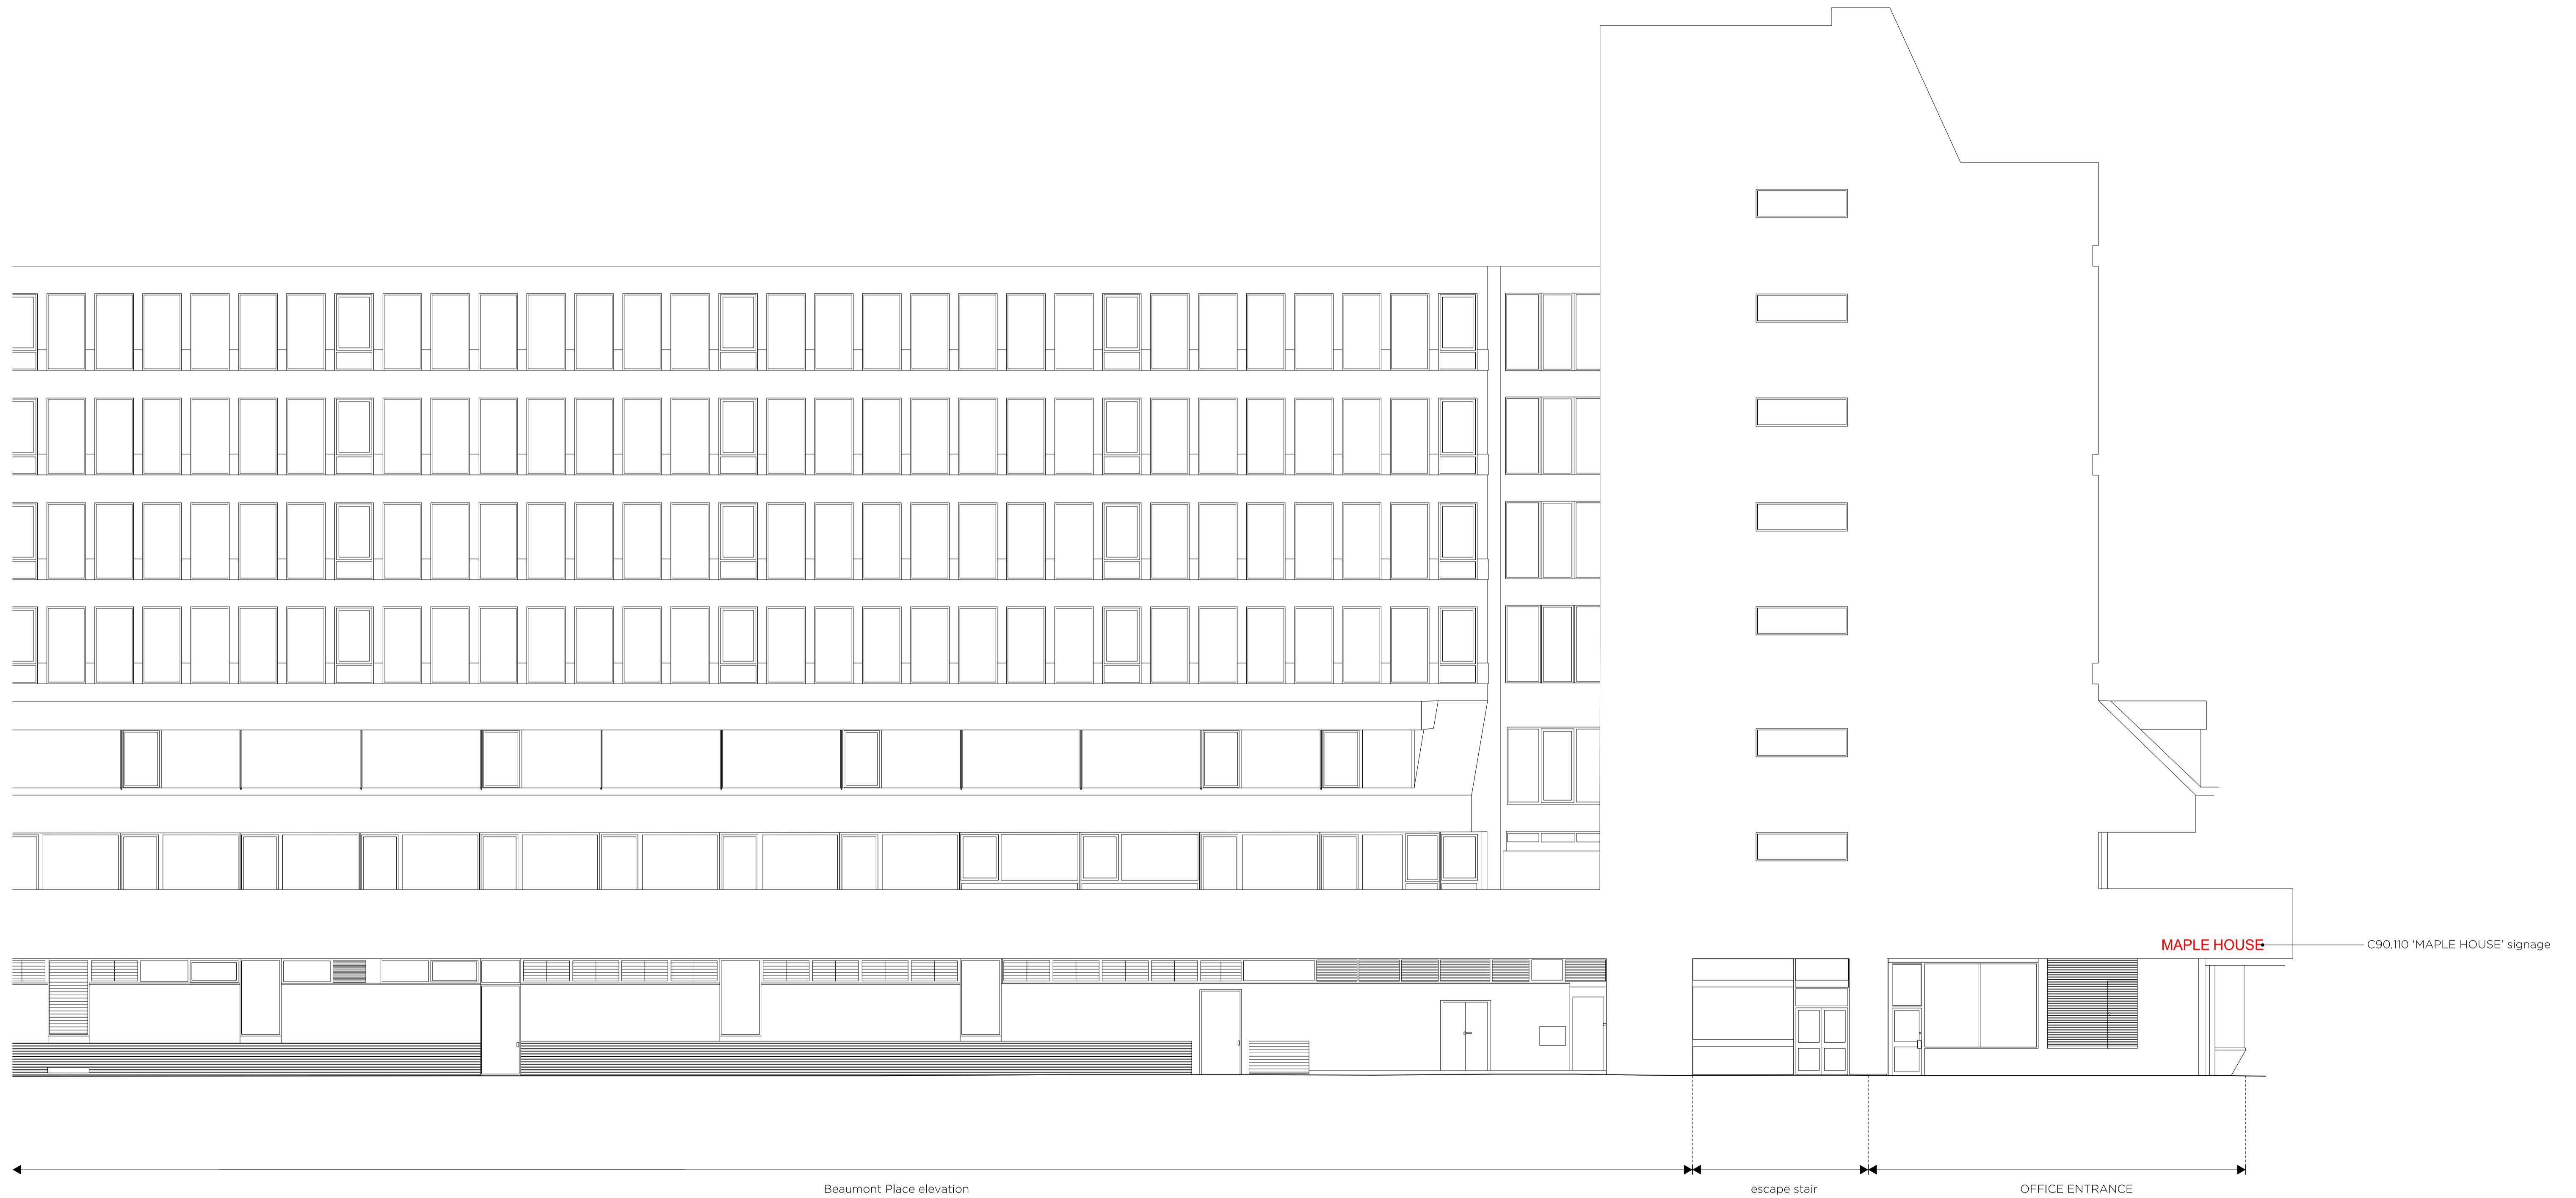 MAPLE HOUSE
C90.110 'MAPLE HOUSE' signage
Beaumont Place elevation
escape stair
OFFICE ENTRANCE